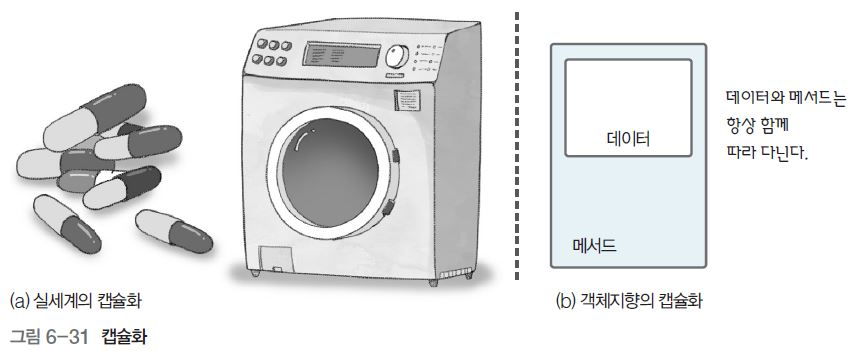 데이터
메서드
데이터와 메서드는
항상 함께
따라 다닌다.
(a) 실세계의 캡슐화
(b) 객체지향의 캡슐화
그림 6-31 캡슐화